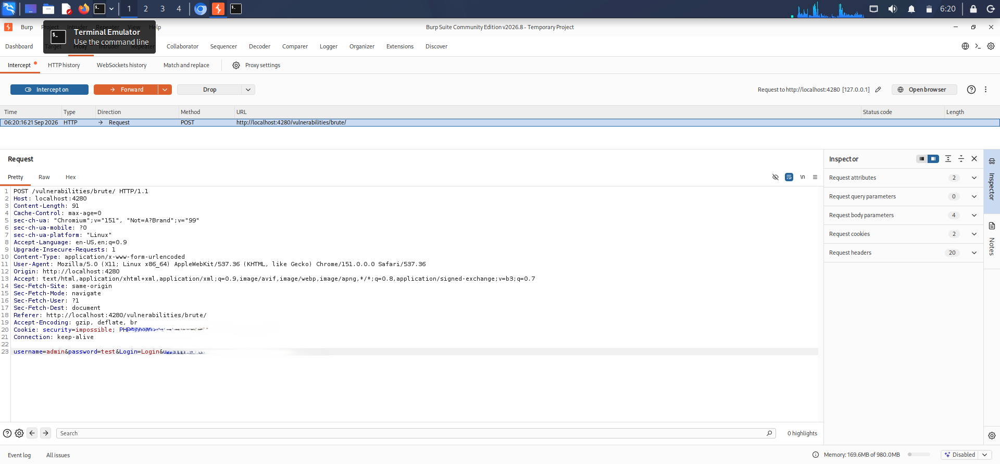 1 2 3 4 6:20
Burp Project Intruder Repeater View Help Burp Suite Community Edition v2026.8 - Temporary Project
Terminal Emulator
Use the command line
Dashboard Target Proxy Intruder Repeater Collaborator Sequencer Decoder Comparer Logger Organizer Extensions Discover
Intercept HTTP history WebSockets history Match and replace Proxy settings
Intercept on Forward Drop Request to http://localhost:4280 [127.0.0.1] Open browser
Time Type Direction Method URL Status code Length
06:20:16 21 Sep 2026 HTTP → Request POST http://localhost:4280/vulnerabilities/brute/
Request Inspector
Pretty Raw Hex \n
Request attributes 2
Request query parameters 0
Request body parameters 4
Request cookies 2
Request headers 20
Inspector
Notes
1 POST /vulnerabilities/brute/ HTTP/1.1
2 Host: localhost:4280
3 Content-Length: 91
4 Cache-Control: max-age=0
5 sec-ch-ua: "Chromium";v="151", "Not=A?Brand";v="99"
6 sec-ch-ua-mobile: ?0
7 sec-ch-ua-platform: "Linux"
8 Accept-Language: en-US,en;q=0.9
9 Upgrade-Insecure-Requests: 1
10 Content-Type: application/x-www-form-urlencoded
11 User-Agent: Mozilla/5.0 (X11; Linux x86_64) AppleWebKit/537.36 (KHTML, like Gecko) Chrome/151.0.0.0 Safari/537.36
12 Origin: http://localhost:4280
13 Accept: text/html,application/xhtml+xml,application/xml;q=0.9,image/avif,image/webp,image/apng,*/*;q=0.8,application/signed-exchange;v=b3;q=0.7
14 Sec-Fetch-Site: same-origin
15 Sec-Fetch-Mode: navigate
16 Sec-Fetch-User: ?1
17 Sec-Fetch-Dest: document
18 Referer: http://localhost:4280/vulnerabilities/brute/
19 Accept-Encoding: gzip, deflate, br
20 Cookie: security=impossible; PHP
21 Connection: keep-alive
22
23 username=admin&password=test&Login=Login&u
Search 0 highlights
Event log All issues Memory: 169.6MB of 980.0MB Disabled